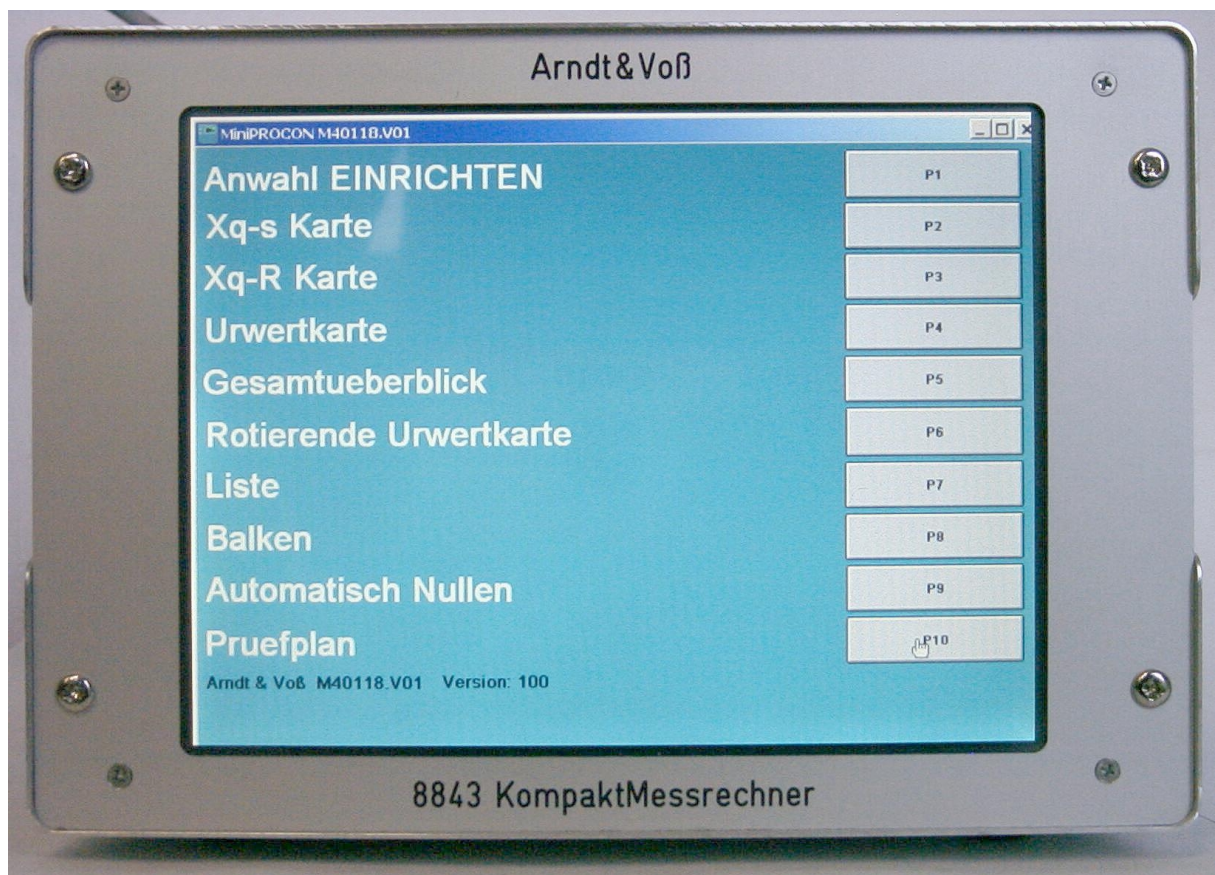 Arndt&Voß
MiniPROCON M40118.V01
Anwahl EINRICHTEN P1
Xq-s Karte P2
Xq-R Karte P3
Urwertkarte P4
Gesamtueberblick P5
Rotierende Urwertkarte P6
Liste P7
Balken P8
Automatisch Nullen P9
Pruefplan P10
Arndt & Voß M40118.V01 Version: 100
8843 KompaktMessrechner